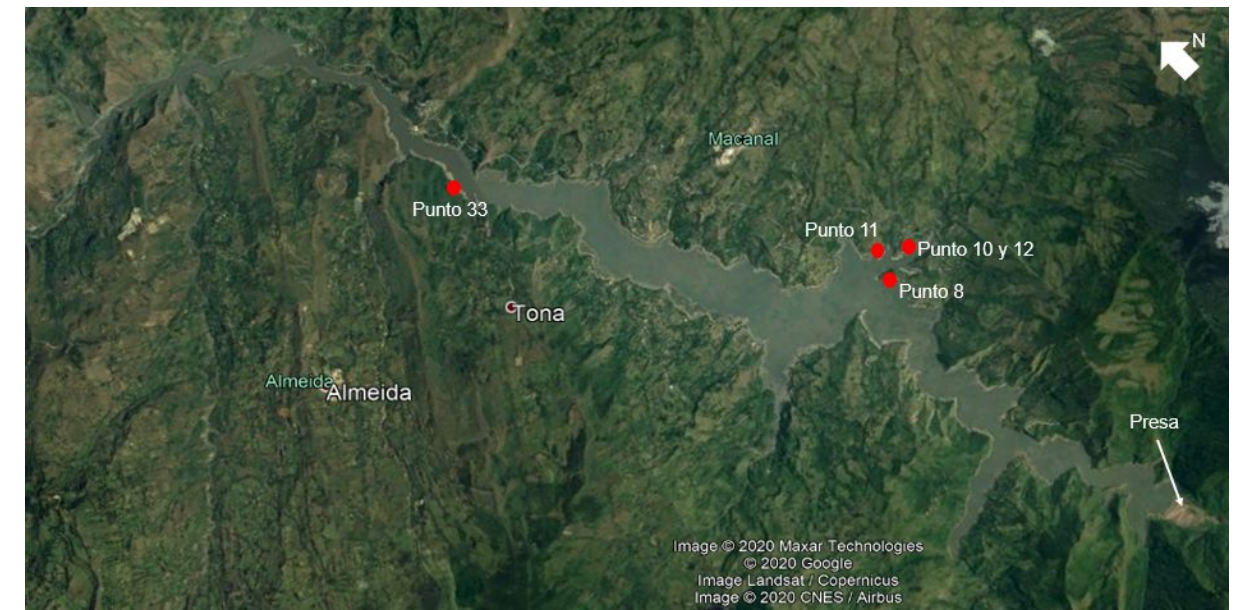 N
Macanal
Punto 33
Punto 11
Punto 10 y 12
Punto 8
Tona
Almeida
Almeida
Presa
Image © 2020 Maxar Technologies
© 2020 Google
Image Landsat / Copernicus
Image © 2020 CNES / Airbus